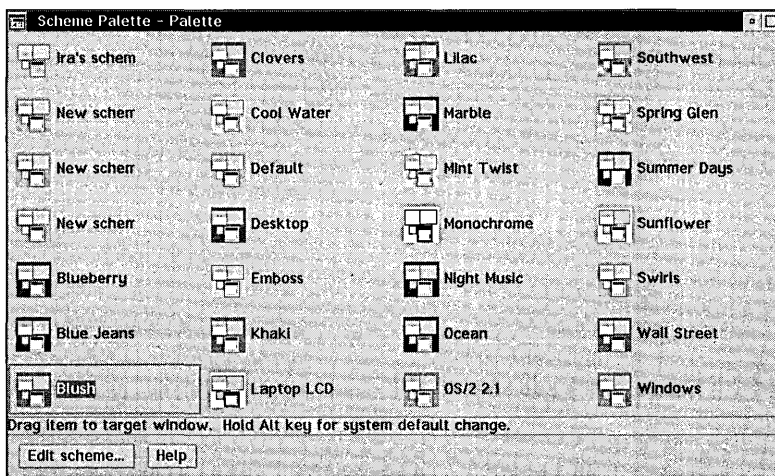 Scheme Palette - Palette
Ira's schem Clovers Lilac Southwest
New schem Cool Water Marble Spring Glen
New schem Default Mint Twist Summer Days
New schem Desktop Monochrome Sunflower
Blueberry Emboss Night Music Swirls
Blue Jeans Khaki Ocean Wall Street
Blush Laptop LCD OS/2 2.1 Windows
Drag item to target window. Hold Alt key for system default change.
Edit scheme... Help